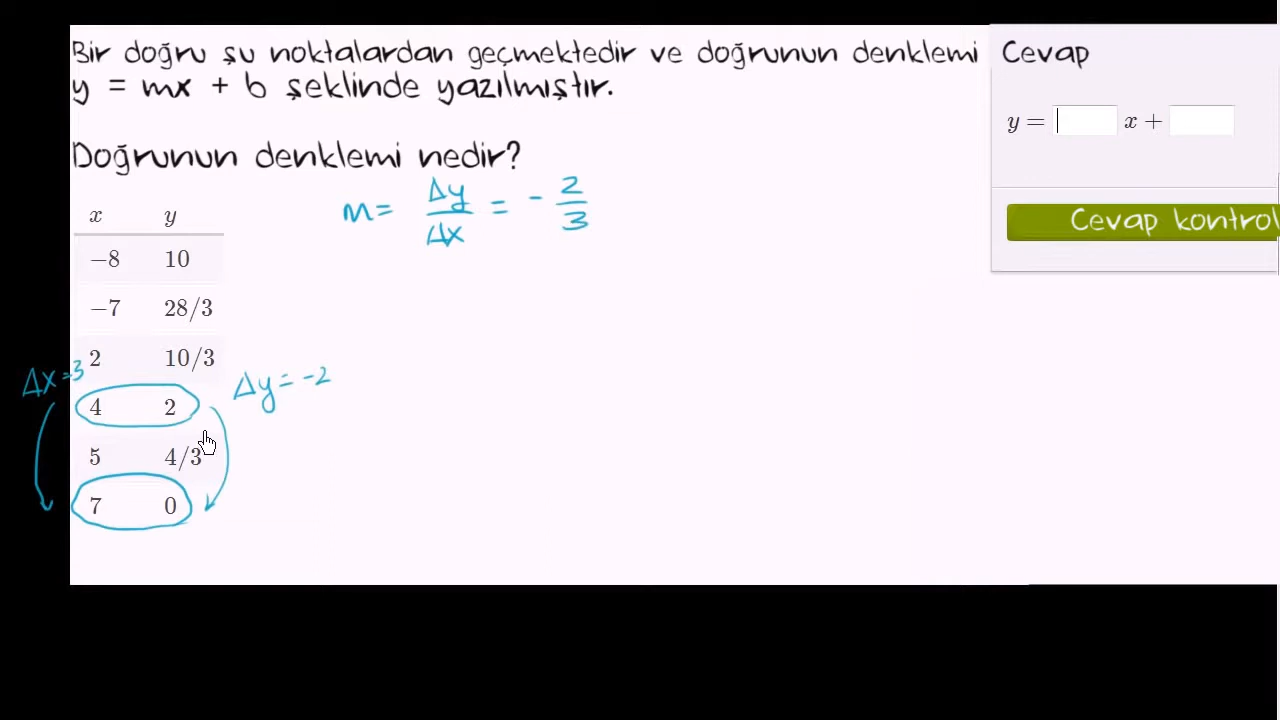 Bir doğru şu noktalardan geçmektedir ve doğrunun denklemi
y = mx + b şeklinde yazılmıştır.
Doğrunun denklemi nedir?
m = Δy/Δx = - 2/3
x y
−8 10
−7 28/3
2 10/3
Δx=3
Δy = -2
4 2
5 4/3
7 0
Cevap
y = x +
Cevap kontrol